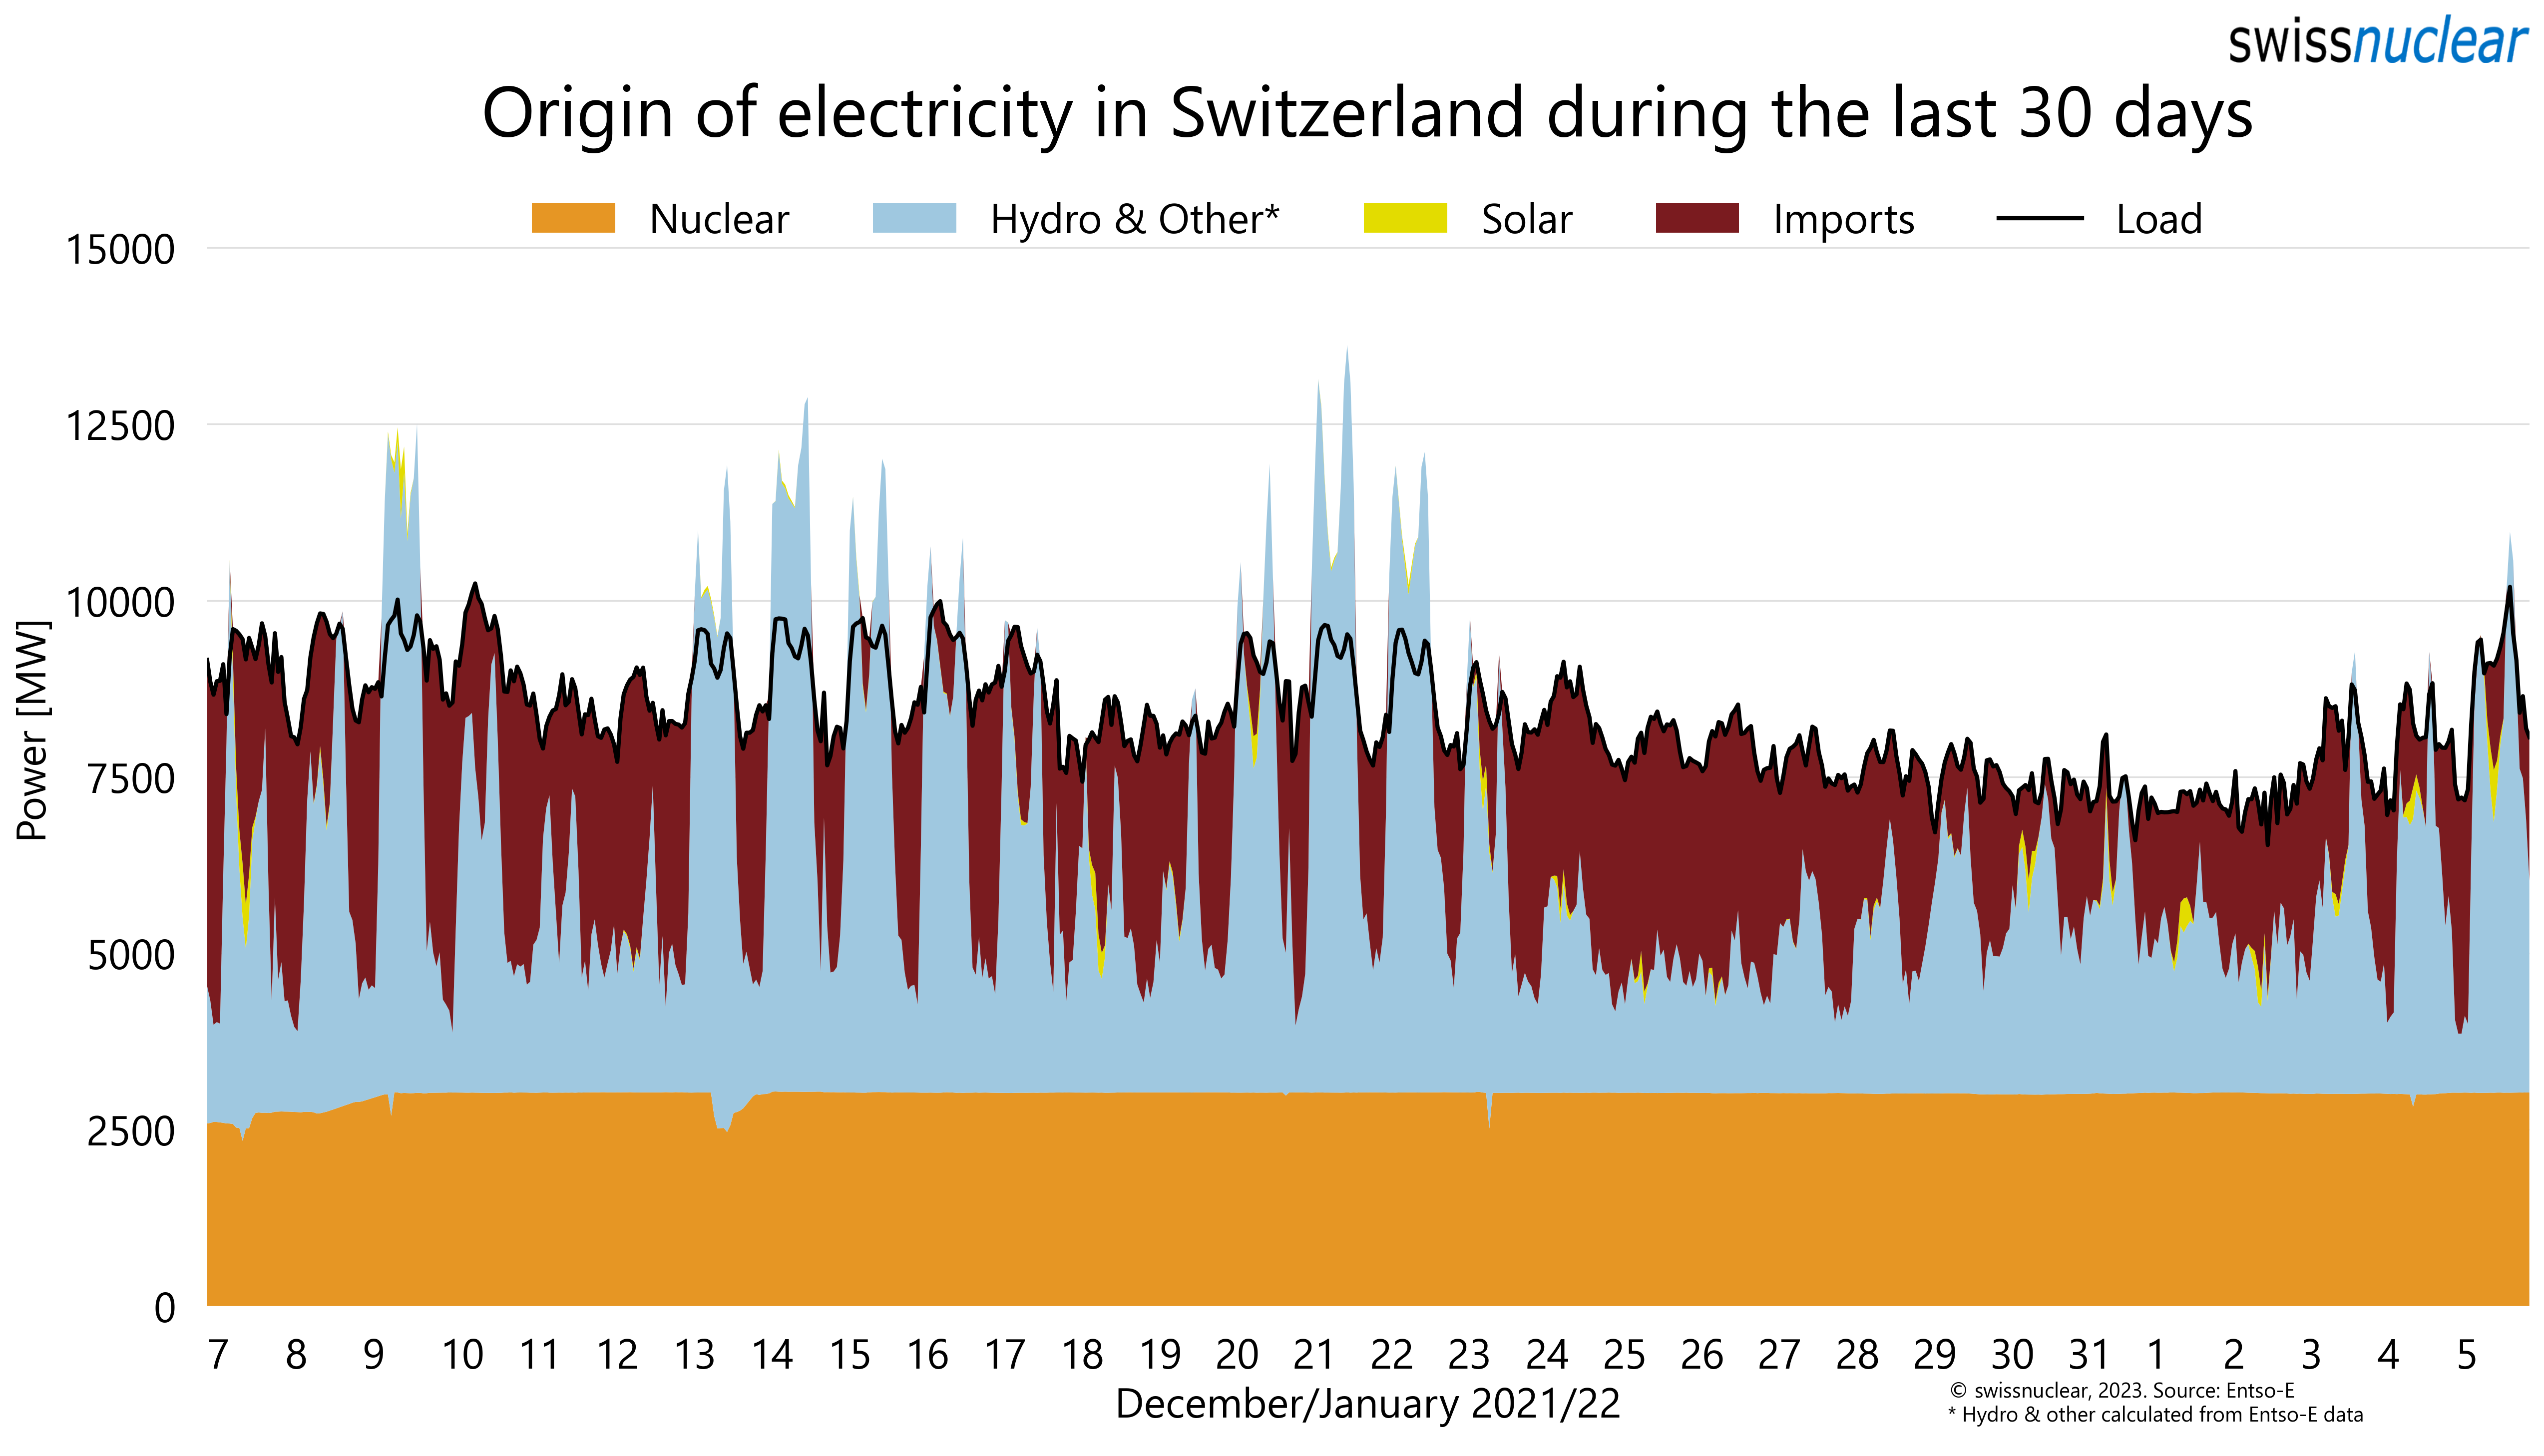 swissnuclear
Origin of electricity in Switzerland during the last 30 days
Nuclear Hydro & Other* Solar Imports Load
15000
12500
10000
7500
5000
2500
0
Power [MW]
7 8 9 10 11 12 13 14 15 16 17 18 19 20 21 22 23 24 25 26 27 28 29 30 31 1 2 3 4 5
December/January 2021/22
© swissnuclear, 2023. Source: Entso-E
* Hydro & other calculated from Entso-E data